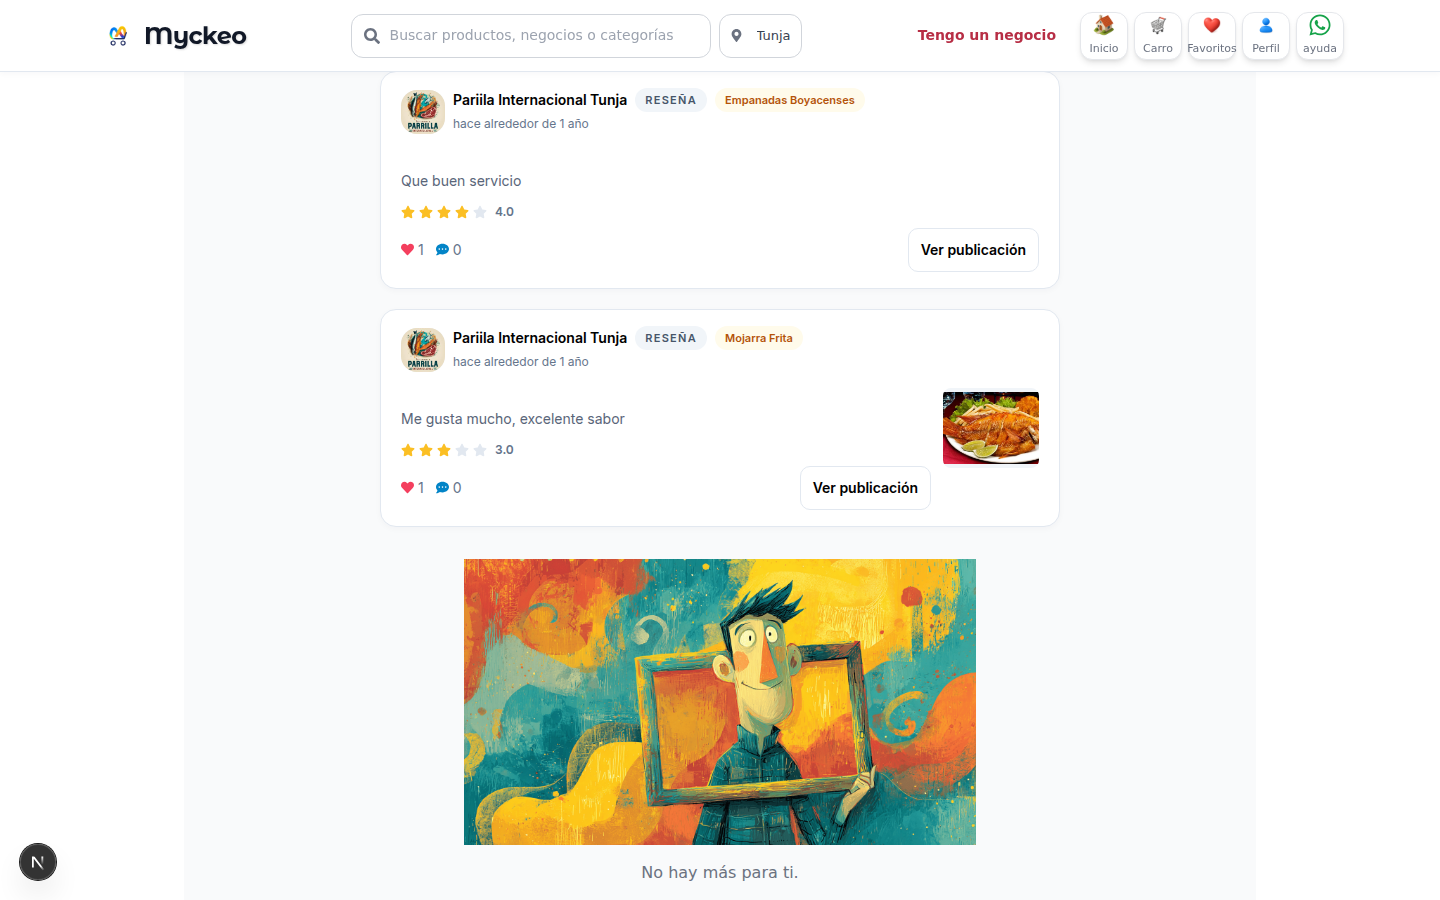 Myckeo
Buscar productos, negocios o categorías
Tunja
Tengo un negocio
Inicio
Carro
Favoritos
Perfil
ayuda
Pariila Internacional Tunja RESEÑA Empanadas Boyacenses
hace alrededor de 1 año
PARRILLA
Que buen servicio
4.0
1 0
Ver publicación
Pariila Internacional Tunja RESEÑA Mojarra Frita
hace alrededor de 1 año
PARRILLA
Me gusta mucho, excelente sabor
3.0
1 0
Ver publicación
No hay más para ti.
N